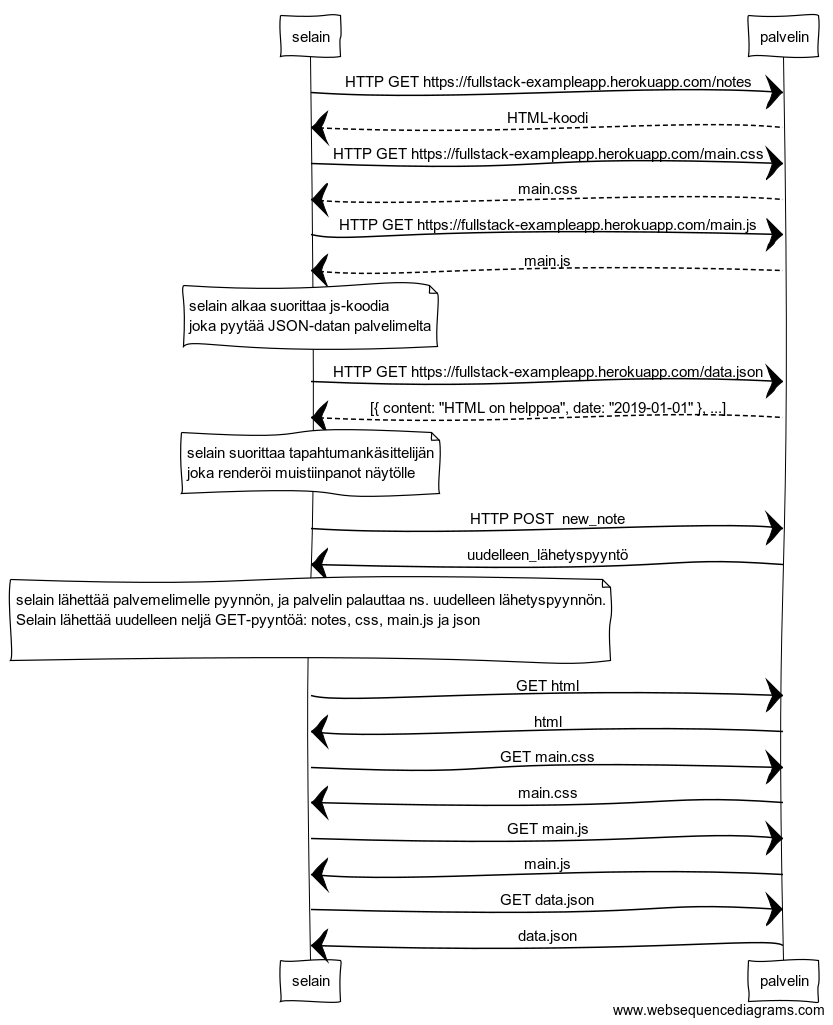 selain palvelin
HTTP GET https://fullstack-exampleapp.herokuapp.com/notes
HTML-koodi
HTTP GET https://fullstack-exampleapp.herokuapp.com/main.css
main.css
HTTP GET https://fullstack-exampleapp.herokuapp.com/main.js
main.js
selain alkaa suorittaa js-koodia
joka pyytää JSON-datan palvelimelta
HTTP GET https://fullstack-exampleapp.herokuapp.com/data.json
[{ content: "HTML on helppoa", date: "2019-01-01" }, ...]
selain suorittaa tapahtumankäsittelijän
joka renderöi muistiinpanot näytölle
HTTP POST  new_note
uudelleen_lähetyspyyntö
selain lähettää palvemelimelle pyynnön, ja palvelin palauttaa ns. uudelleen lähetyspyynnön.
Selain lähettää uudelleen neljä GET-pyyntöä: notes, css, main.js ja json
GET html
html
GET main.css
main.css
GET main.js
main.js
GET data.json
data.json
selain palvelin
www.websequencediagrams.com